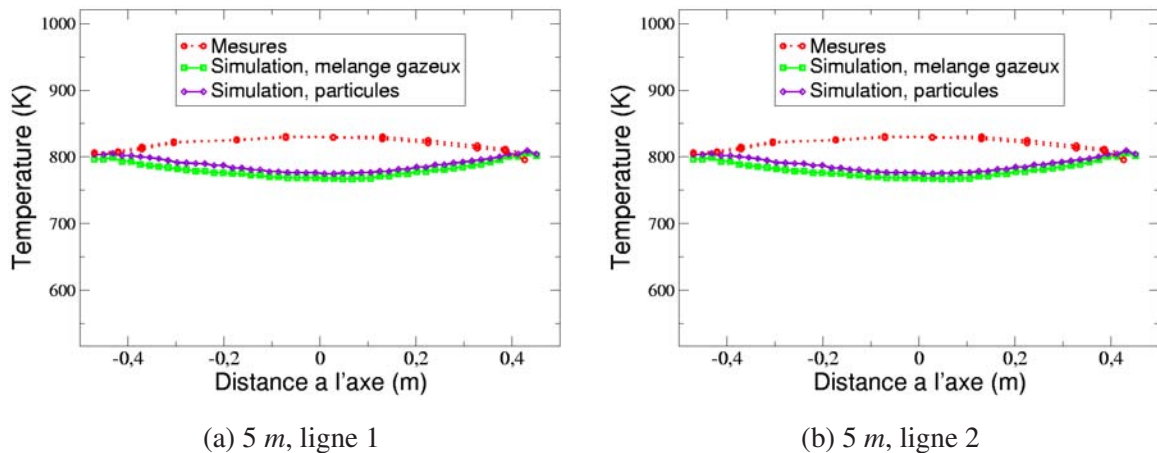 1000
900
800
700
600
Temperature (K)
Mesures
Simulation, melange gazeux
Simulation, particules
-0,4 -0,2 0 0,2 0,4
Distance a l'axe (m)
(a) 5 m, ligne 1
1000
900
800
700
600
Temperature (K)
Mesures
Simulation, melange gazeux
Simulation, particules
-0,4 -0,2 0 0,2 0,4
Distance a l'axe (m)
(b) 5 m, ligne 2